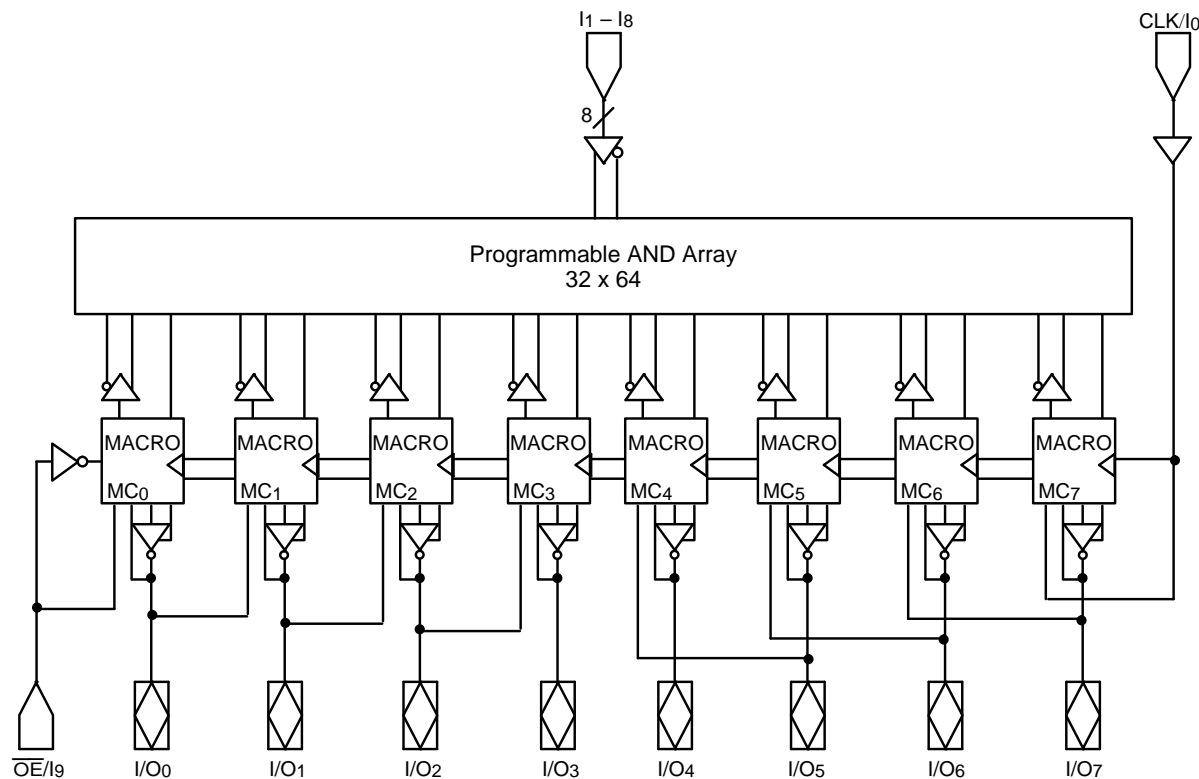 I1 – I8
CLK/I0
8
Programmable AND Array
32 x 64
MACRO
MC0
MACRO
MC1
MACRO
MC2
MACRO
MC3
MACRO
MC4
MACRO
MC5
MACRO
MC6
MACRO
MC7
OE/I9
I/O0
I/O1
I/O2
I/O3
I/O4
I/O5
I/O6
I/O7